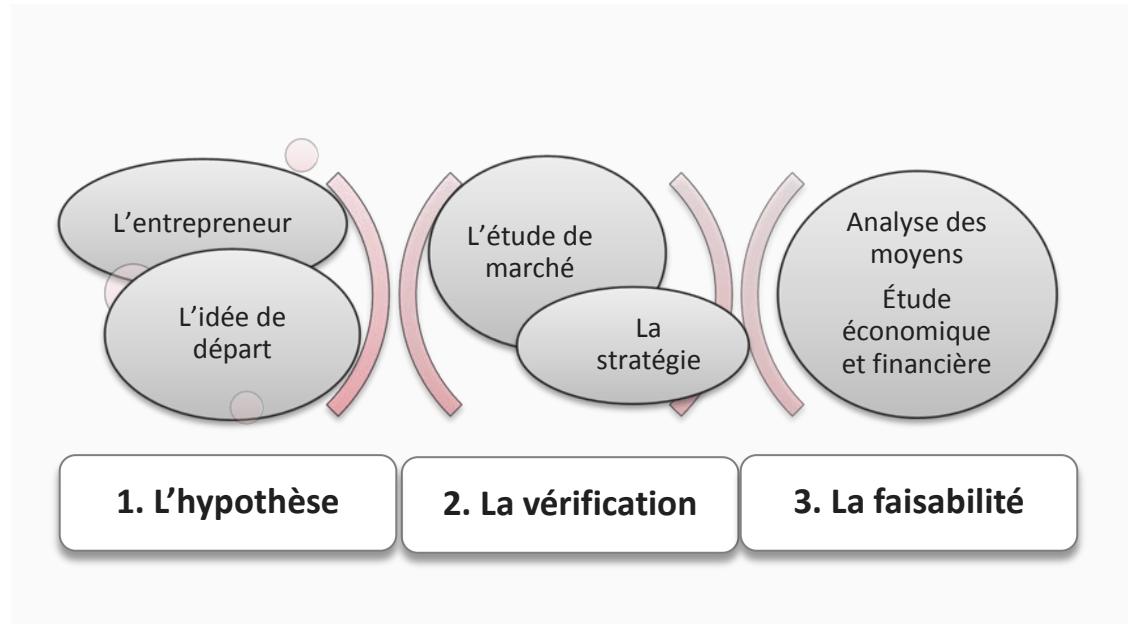 L’entrepreneur
L’idée de
départ
L’étude de
marché
La
stratégie
Analyse des
moyens
Étude
économique
et financière
1. L’hypothèse
2. La vérification
3. La faisabilité